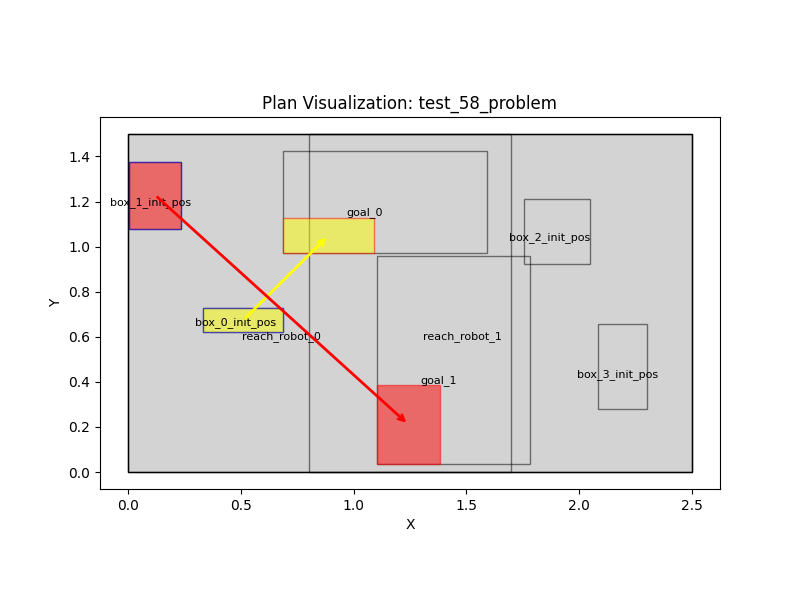 Plan Visualization: test_58_problem
Y
1.4
1.2
1.0
0.8
0.6
0.4
0.2
0.0
box_1_init_pos
goal_0
box_2_init_pos
box_0_init_pos
reach_robot_0
reach_robot_1
box_3_init_pos
goal_1
0.0
0.5
1.0
1.5
2.0
2.5
X